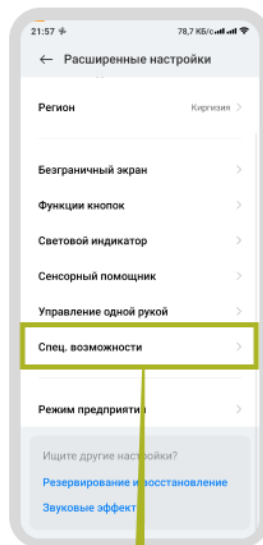 21:57
78,7 КБ/с
← Расширенные настройки
Регион
Киргизия >
Безграничный экран >
Функции кнопок >
Световой индикатор >
Сенсорный помощник >
Управление одной рукой >
Спец. возможности >
Режим предприятия >
Ищите другие настройки?
Резервирование и восстановление
Звуковые эффекты